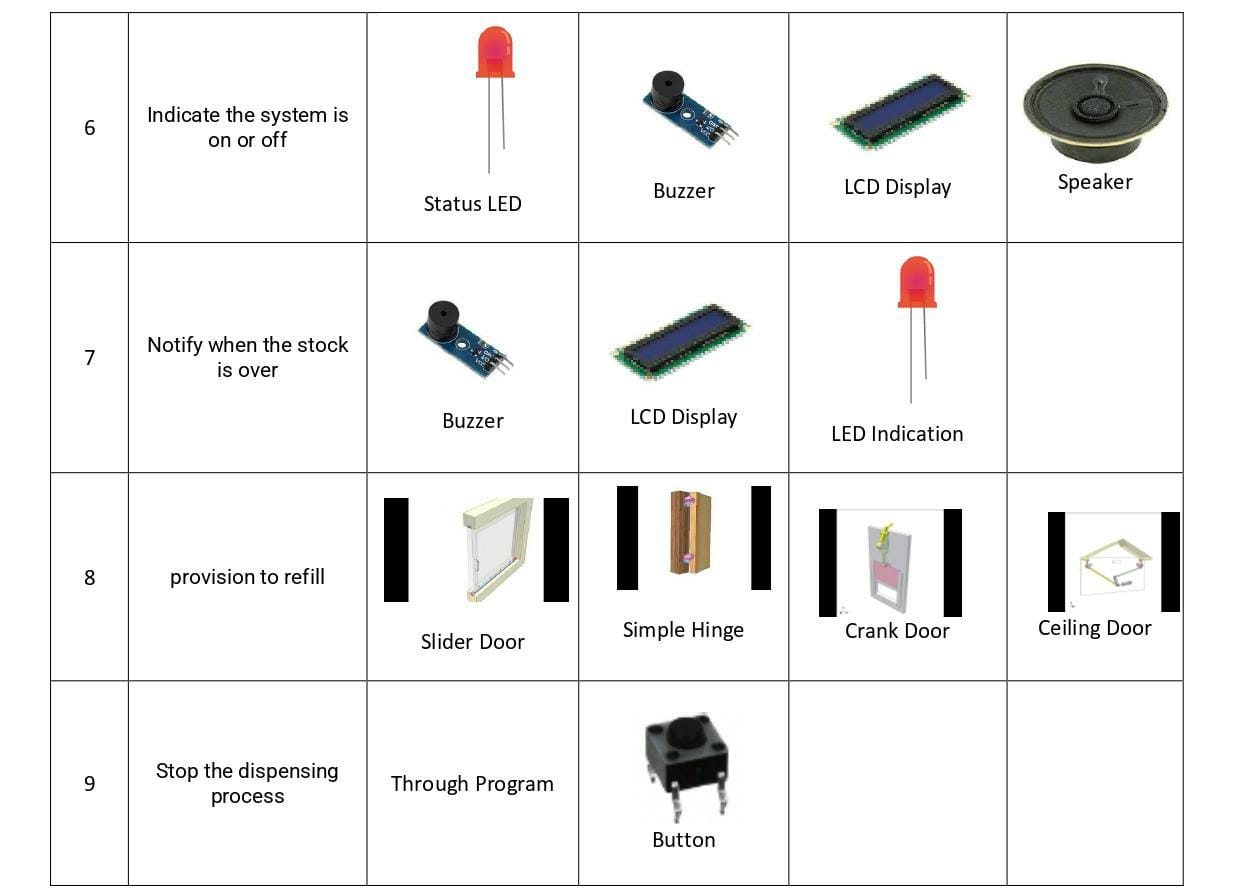 6
Indicate the system is
on or off
Status LED
Buzzer
LCD Display
Speaker
7
Notify when the stock
is over
Buzzer
LCD Display
LED Indication
8
provision to refill
Slider Door
Simple Hinge
Crank Door
Ceiling Door
9
Stop the dispensing
process
Through Program
Button